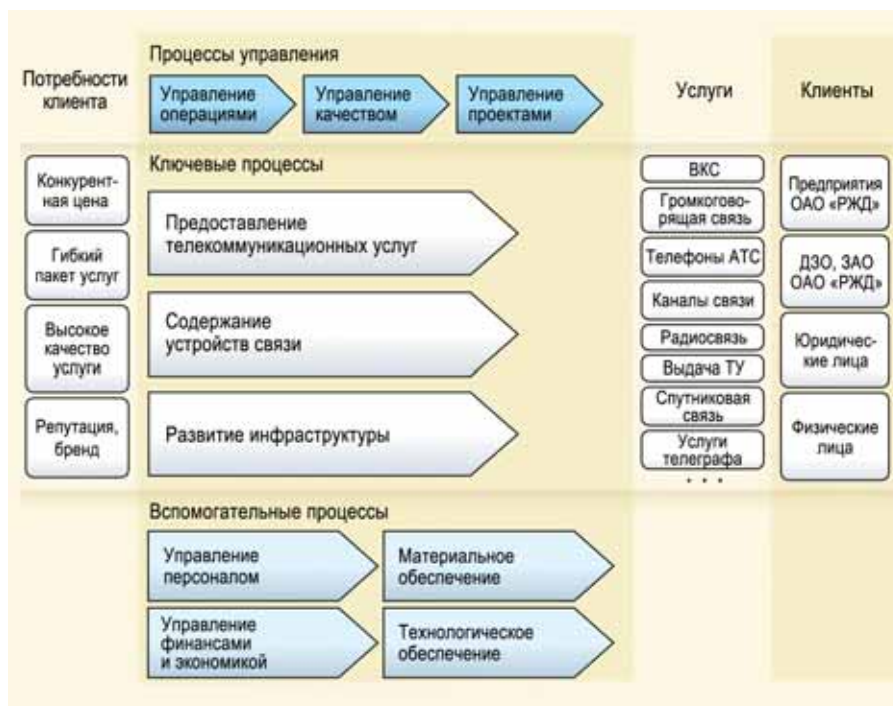 Потребности
клиента
Процессы управления
Управление
операциями
Управление
качеством
Управление
проектами
Услуги
Клиенты
Конкурент-
ная цена
Гибкий
пакет услуг
Высокое
качество
услуги
Репутация,
бренд
Ключевые процессы
Предоставление
телекоммуникационных услуг
Содержание
устройств связи
Развитие инфраструктуры
ВКС
Громкогово-
рящая связь
Телефоны АТС
Каналы связи
Радиосвязь
Выдача ТУ
Спутниковая
связь
Услуги
телеграфа
. . .
Предприятия
ОАО «РЖД»
ДЗО, ЗАО
ОАО «РЖД»
Юридичес-
кие лица
Физические
лица
Вспомогательные процессы
Управление
персоналом
Материальное
обеспечение
Управление
финансами
и экономикой
Технологическое
обеспечение